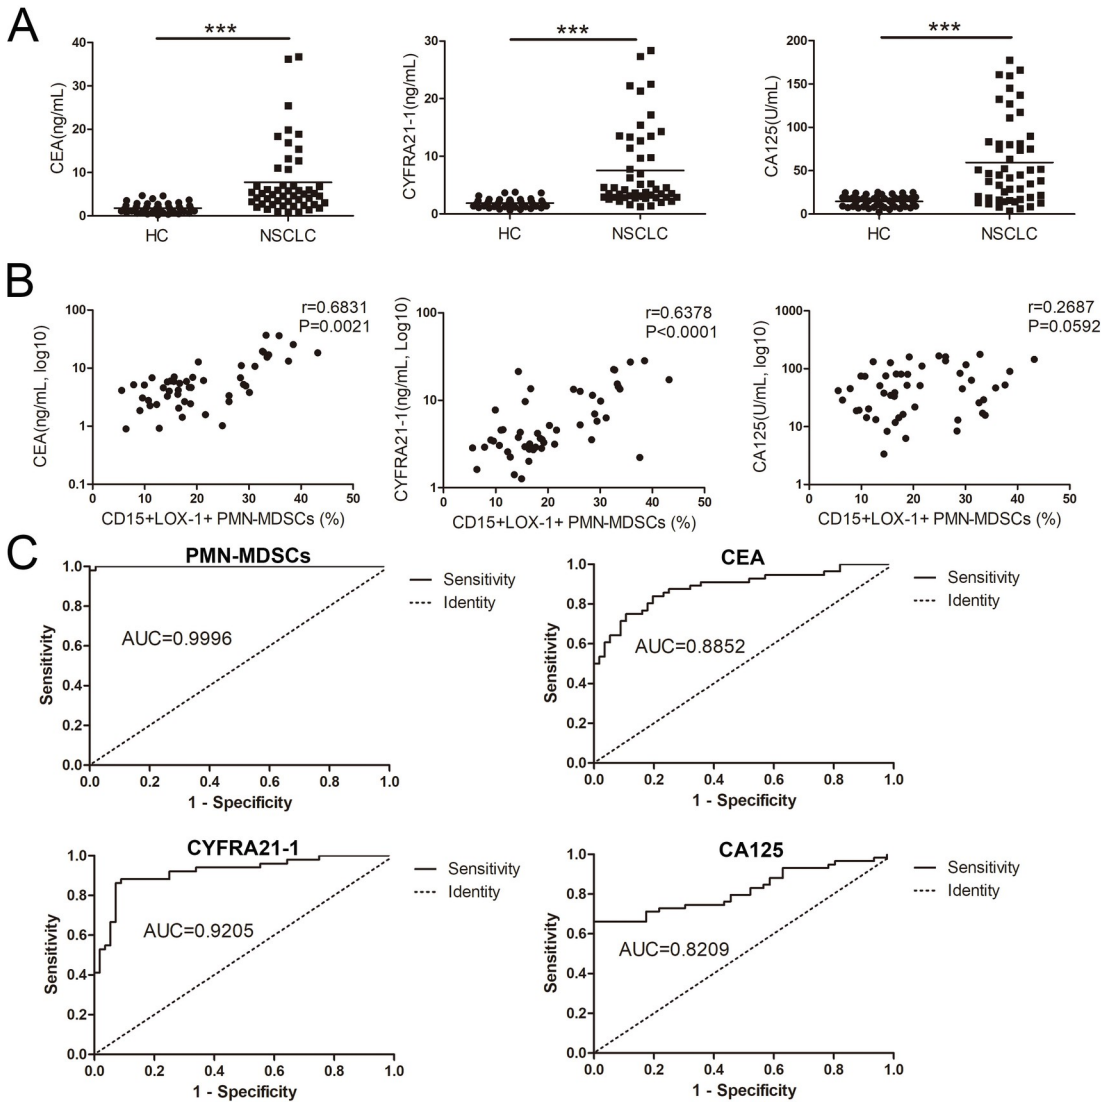 A
***
CEA(ng/mL)
40
30
20
10
0
HC
NSCLC
***
CYFRA21-1(ng/mL)
30
20
10
0
HC
NSCLC
***
CA125(U/mL)
200
150
100
50
0
HC
NSCLC
B
r=0.6831
P=0.0021
CEA(ng/mL, log10)
100
10
1
0.1
0
10
20
30
40
50
CD15+LOX-1+ PMN-MDSCs (%)
r=0.6378
P<0.0001
CYFRA21-1(ng/mL, Log10)
100
10
1
0
10
20
30
40
50
CD15+LOX-1+ PMN-MDSCs (%)
r=0.2687
P=0.0592
CA125(U/mL, log10)
1000
100
10
1
0
10
20
30
40
50
CD15+LOX-1+ PMN-MDSCs (%)
C
PMN-MDSCs
Sensitivity
Identity
AUC=0.9996
Sensitivity
1.0
0.8
0.6
0.4
0.2
0.0
0.0
0.2
0.4
0.6
0.8
1.0
1 - Specificity
CEA
Sensitivity
Identity
AUC=0.8852
Sensitivity
1.0
0.8
0.6
0.4
0.2
0.0
0.0
0.2
0.4
0.6
0.8
1.0
1 - Specificity
CYFRA21-1
Sensitivity
Identity
AUC=0.9205
Sensitivity
1.0
0.8
0.6
0.4
0.2
0.0
0.0
0.2
0.4
0.6
0.8
1.0
1 - Specificity
CA125
Sensitivity
Identity
AUC=0.8209
Sensitivity
1.0
0.8
0.6
0.4
0.2
0.0
0.0
0.2
0.4
0.6
0.8
1.0
1 - Specificity